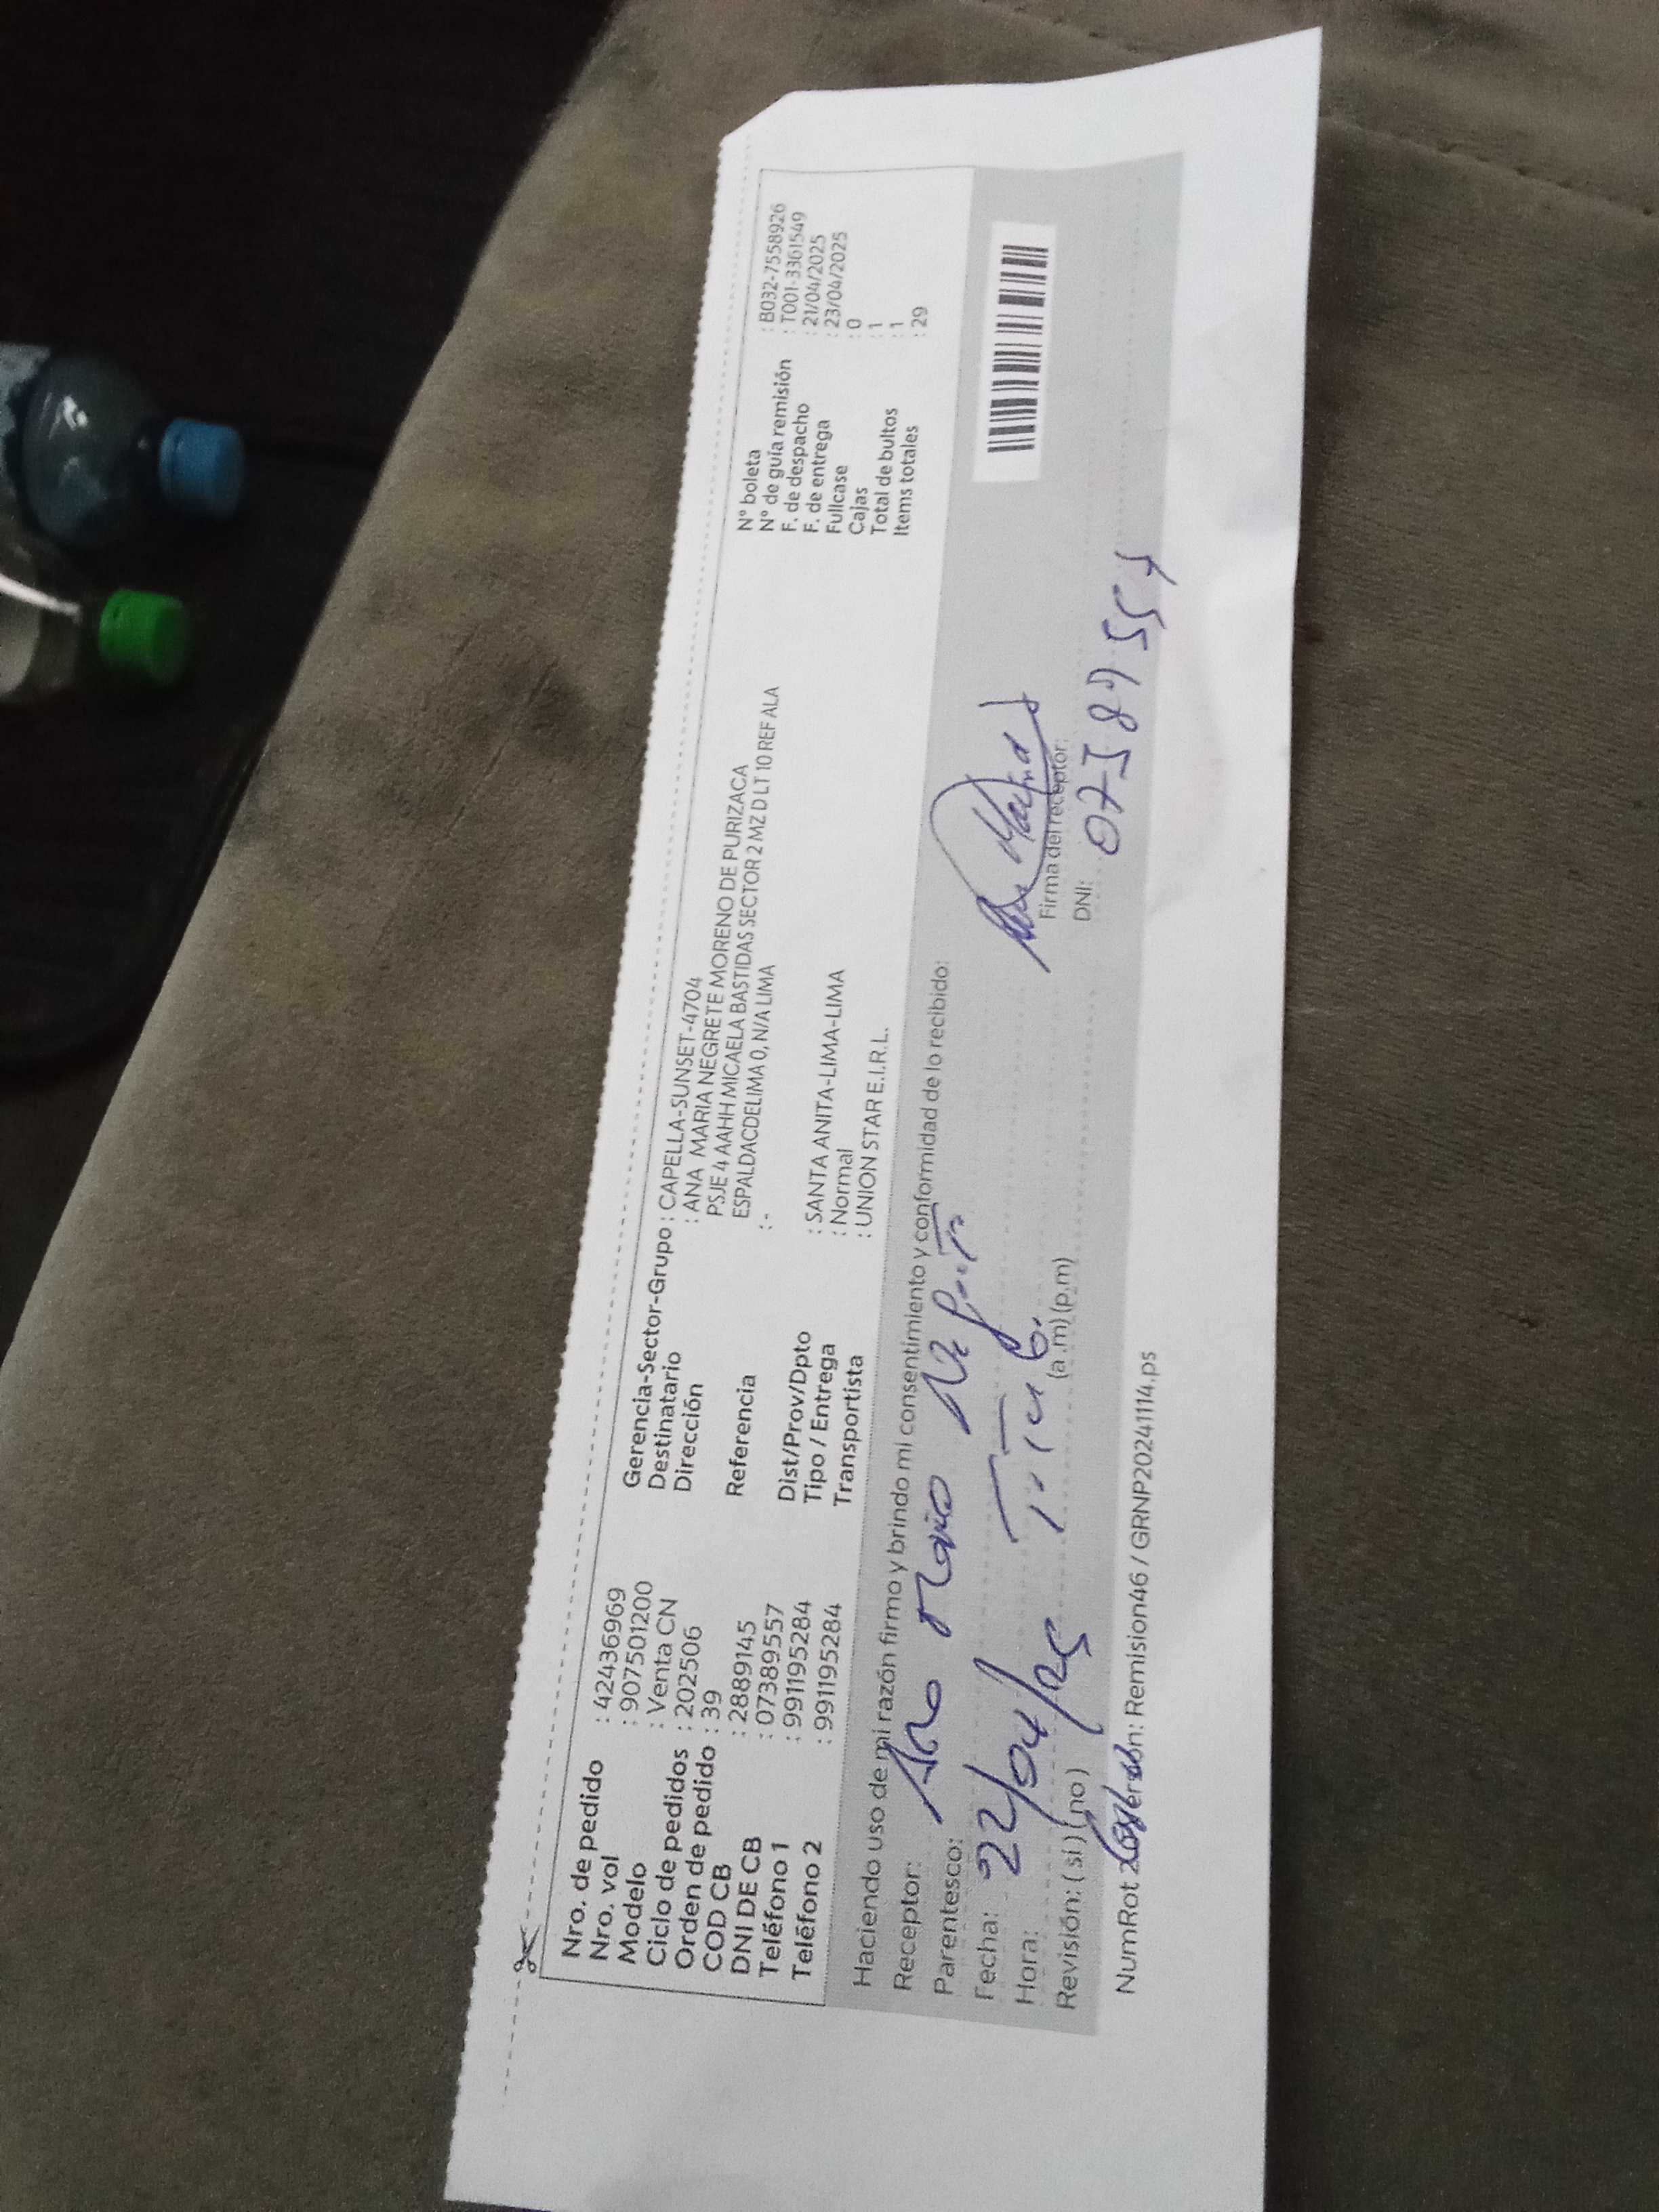 Nro. de pedido : 42436969
Nro. vol : 907501200
Modelo : Venta CN
Ciclo de pedidos : 202506
Orden de pedido : 39
COD CB : 2889145
DNI DE CB : 07389557
Teléfono 1 : 991195284
Teléfono 2 : 991195284
Gerencia-Sector-Grupo : CAPELLA-SUNSET-4704
Destinatario : ANA MARIA NEGRETE MORENO DE PURIZACA
Dirección PSJE 4 AAHH MICAELA BASTIDAS SECTOR 2 MZ D LT 10 REF ALA
ESPALDACDELIMA 0, N/A LIMA
Referencia : -
Dist/Prov/Dpto : SANTA ANITA-LIMA-LIMA
Tipo / Entrega : Normal
Transportista : UNION STAR E.I.R.L.
N° boleta : B032-7558926
N° de guía remisión : T001-3361549
F. de despacho : 21/04/2025
F. de entrega : 23/04/2025
Fullcase : 0
Cajas : 1
Total de bultos : 1
Items totales : 29
Haciendo uso de mi razón firmo y brindo mi consentimiento y conformidad de lo recibido:
Receptor: Ana Maria Negrete
Parentesco: Titular
Fecha: 22/04/25
Hora: (a.m) (p.m)
Revisión: ( si ) ( no )
Firma del receptor:
DNI: 07389557
NumRot : Remision46 / GRNP20241114.ps